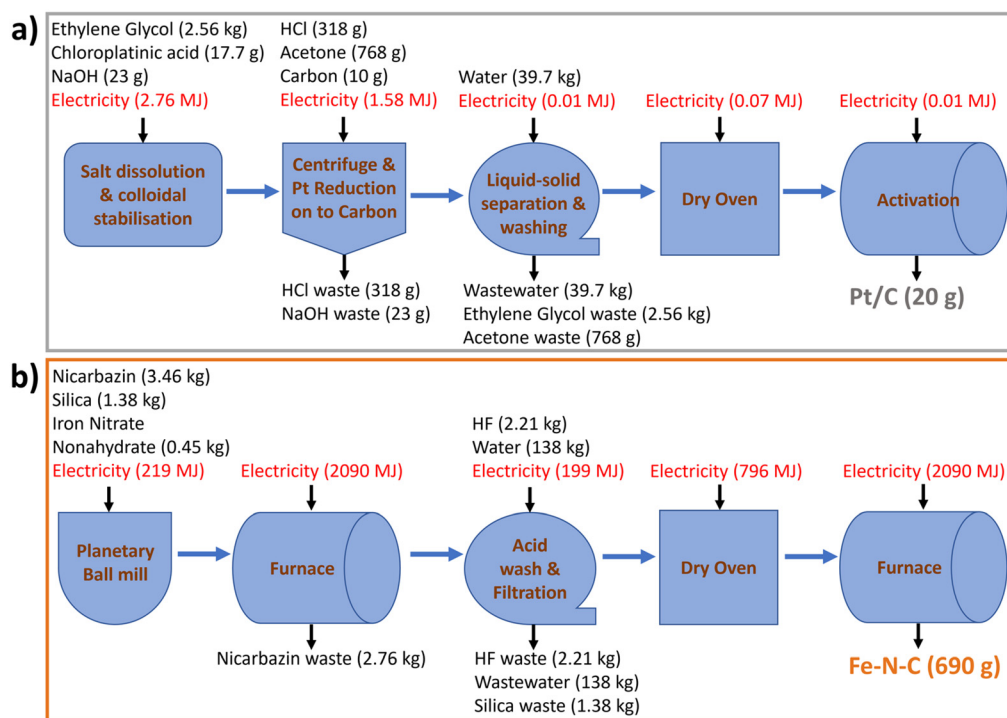 a)
Ethylene Glycol (2.56 kg)
Chloroplatinic acid (17.7 g)
NaOH (23 g)
Electricity (2.76 MJ)
HCl (318 g)
Acetone (768 g)
Carbon (10 g)
Electricity (1.58 MJ)
Water (39.7 kg)
Electricity (0.01 MJ)
Electricity (0.07 MJ)
Electricity (0.01 MJ)
Salt dissolution
& colloidal
stabilisation
Centrifuge &
Pt Reduction
on to Carbon
Liquid-solid
separation &
washing
Dry Oven
Activation
HCl waste (318 g)
NaOH waste (23 g)
Wastewater (39.7 kg)
Ethylene Glycol waste (2.56 kg)
Acetone waste (768 g)
Pt/C (20 g)
b)
Nicarbazin (3.46 kg)
Silica (1.38 kg)
Iron Nitrate
Nonahydrate (0.45 kg)
Electricity (219 MJ)
Electricity (2090 MJ)
HF (2.21 kg)
Water (138 kg)
Electricity (199 MJ)
Electricity (796 MJ)
Electricity (2090 MJ)
Planetary
Ball mill
Furnace
Acid
wash &
Filtration
Dry Oven
Furnace
Nicarbazin waste (2.76 kg)
HF waste (2.21 kg)
Wastewater (138 kg)
Silica waste (1.38 kg)
Fe-N-C (690 g)